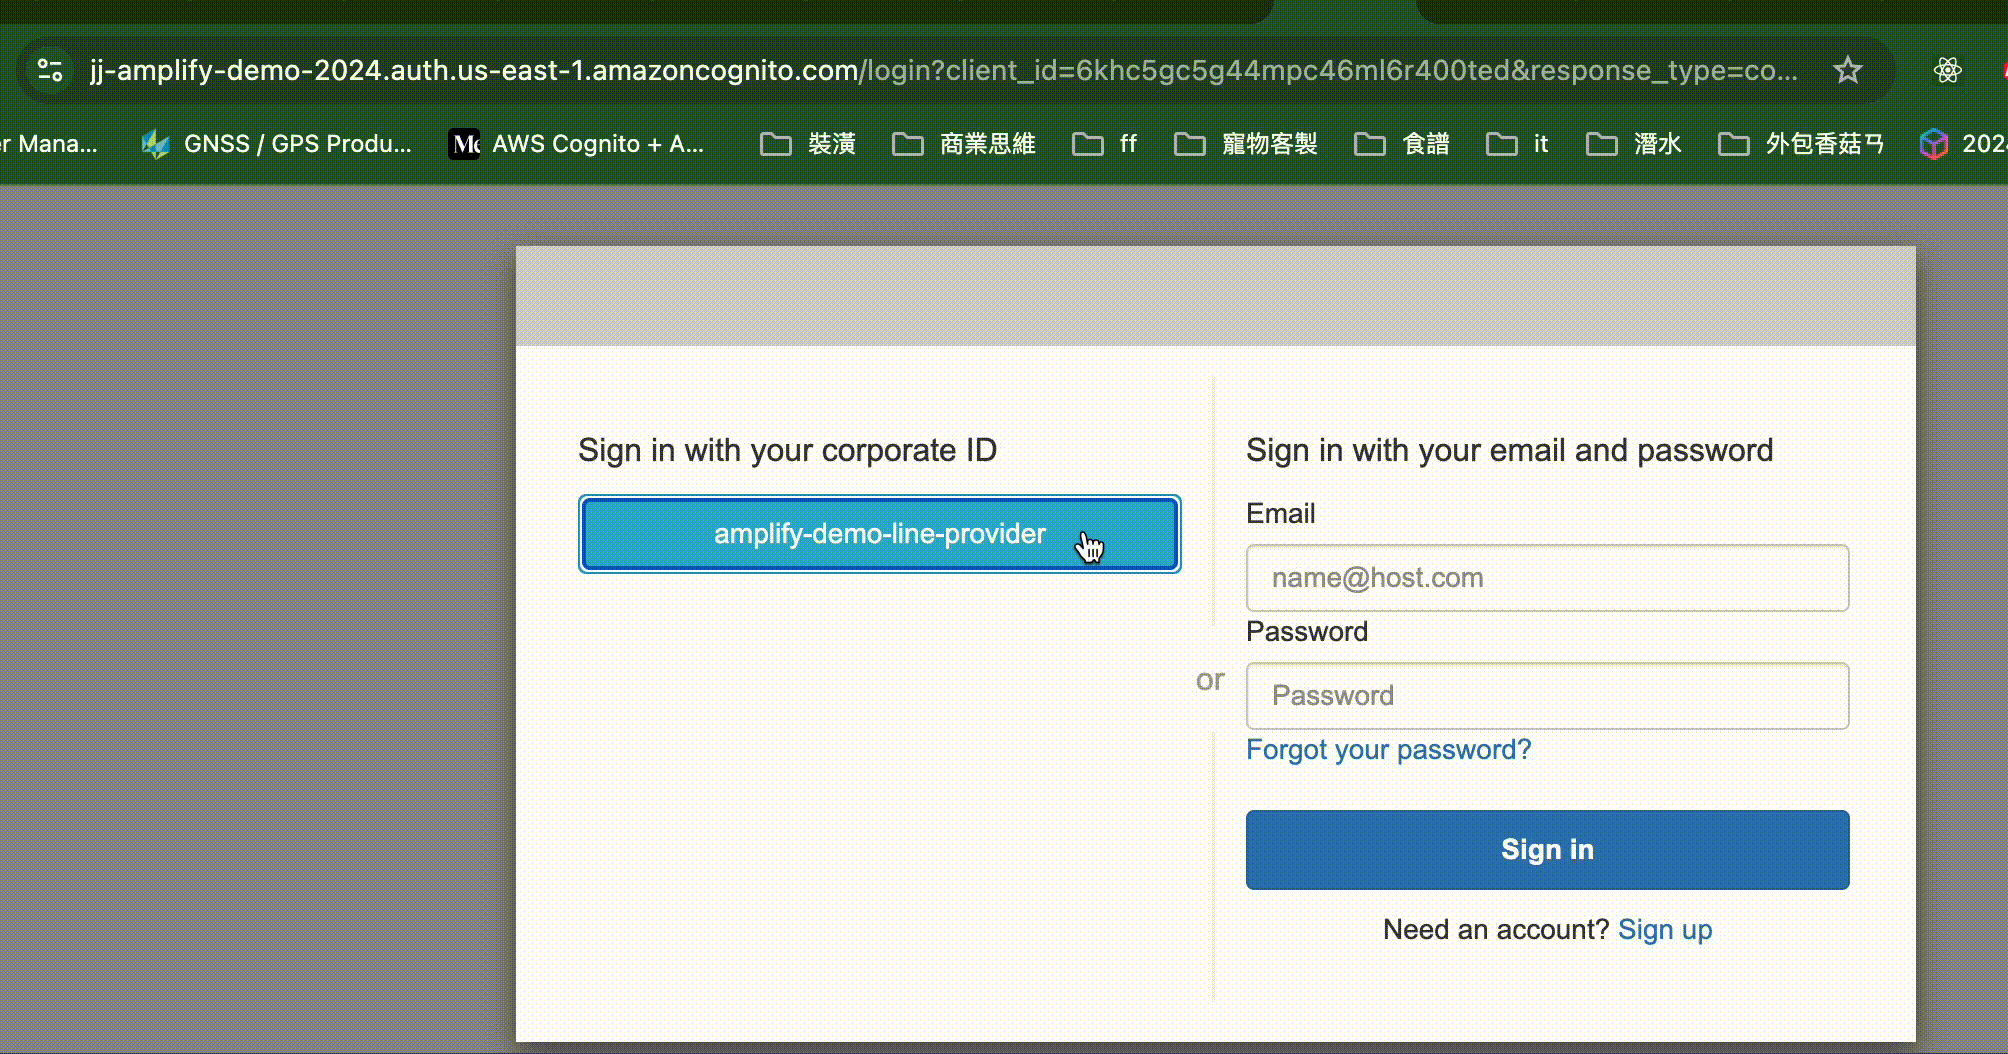 jj-amplify-demo-2024.auth.us-east-1.amazoncognito.com/login?client_id=6khc5gc5g44mpc46ml6r400ted&response_type=co...
er Mana... GNSS / GPS Produ... AWS Cognito + A... 裝潢 商業思維 ff 寵物客製 食譜 it 潛水 外包香菇ㄢ 2024
Sign in with your corporate ID
amplify-demo-line-provider
or
Sign in with your email and password
Email
name@host.com
Password
Password
Forgot your password?
Sign in
Need an account? Sign up